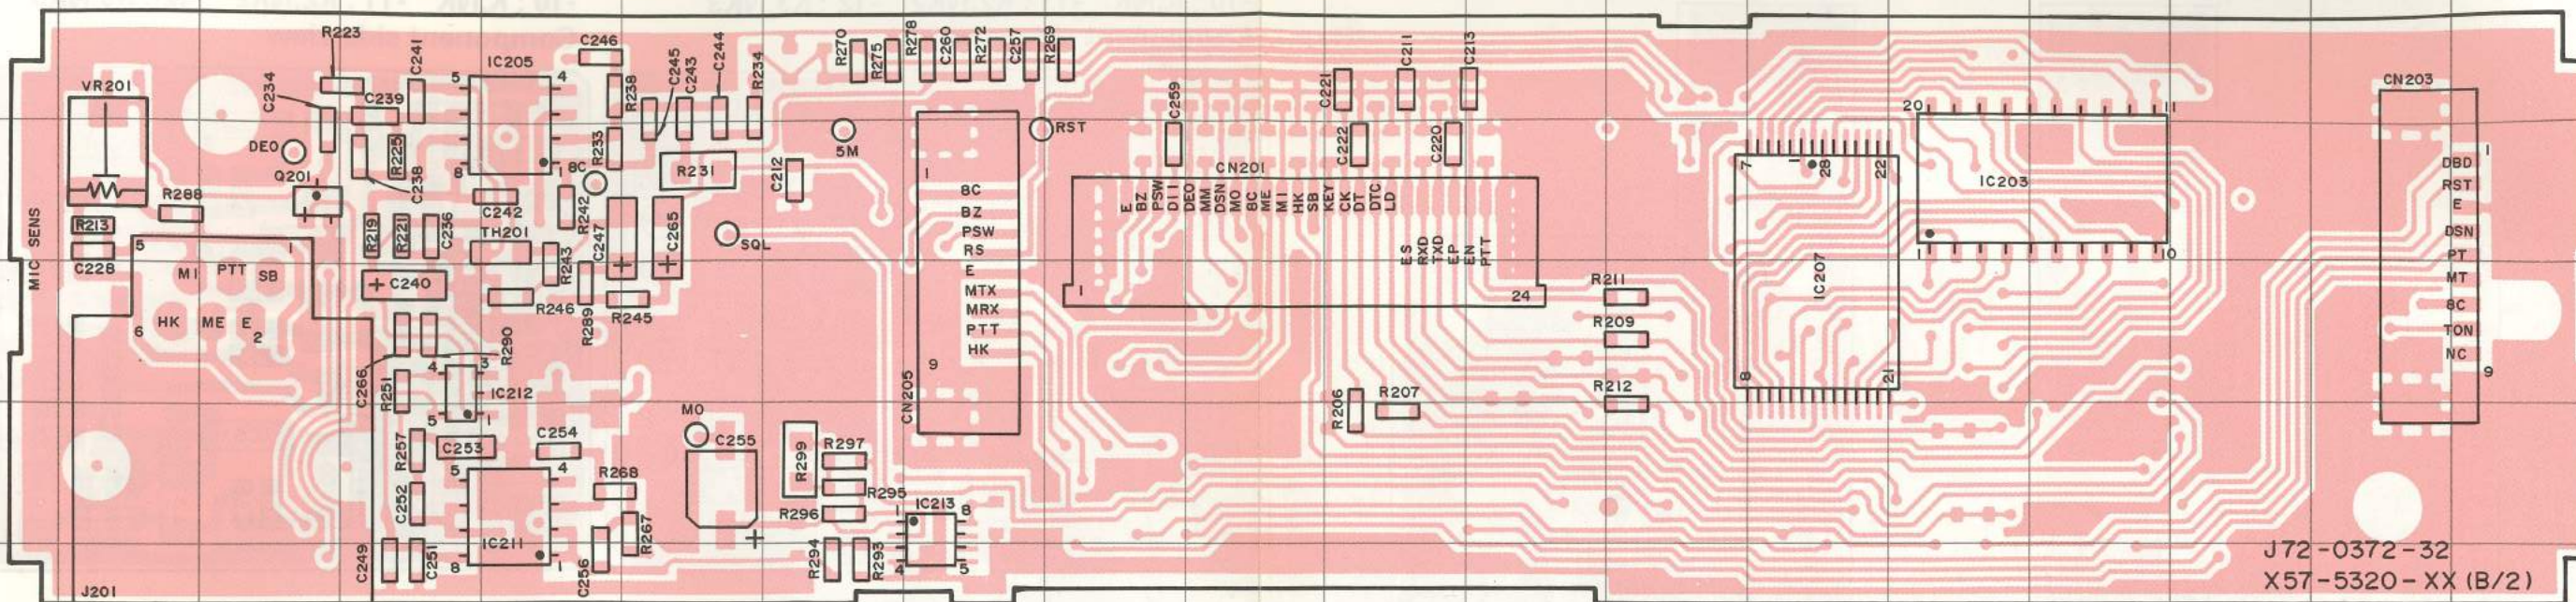 R223
C241
C246
C245
C243
C244
R234
R270
R275
R278
C260
R272
C257
R269
C211
C213
CN203
VR201
C234
C239
5
IC205
4
R238
C221
C259
20
11
DEO
R225
C238
8
1
8C
R233
R231
C212
5M
RST
C222
C220
CN201
7
1
28
22
IC203
1
DBD
RST
E
DSN
PT
MT
8C
TON
NC
9
Q201
R288
C242
R242
C247
C265
SQL
1
8C
BZ
PSW
RS
E
MTX
MRX
PTT
HK
9
CN205
E
BZ
PSW
DI I
DEO
MM
DSN
MO
8C
ME
MI
HK
SB
KEY
CK
DT
DTC
LD
ES
RXD
TXD
EP
EN
PTT
1
24
MIC SENS
R213
C228
5
1
R219
R221
C236
TH201
R243
MI
PTT
SB
+ C240
+
+
R246
R289
R245
6
HK
ME
E
2
R211
R209
R212
IC207
1
10
C266
R290
R251
4
3
IC212
5
1
8
21
R206
R207
MO
C255
+
R257
C253
C254
R299
R297
R295
R296
5
4
R268
C252
IC211
R267
IC213
1
8
C249
C251
8
1
C256
R294
R293
4
5
J201
J72-0372-32
X57-5320-XX (B/2)